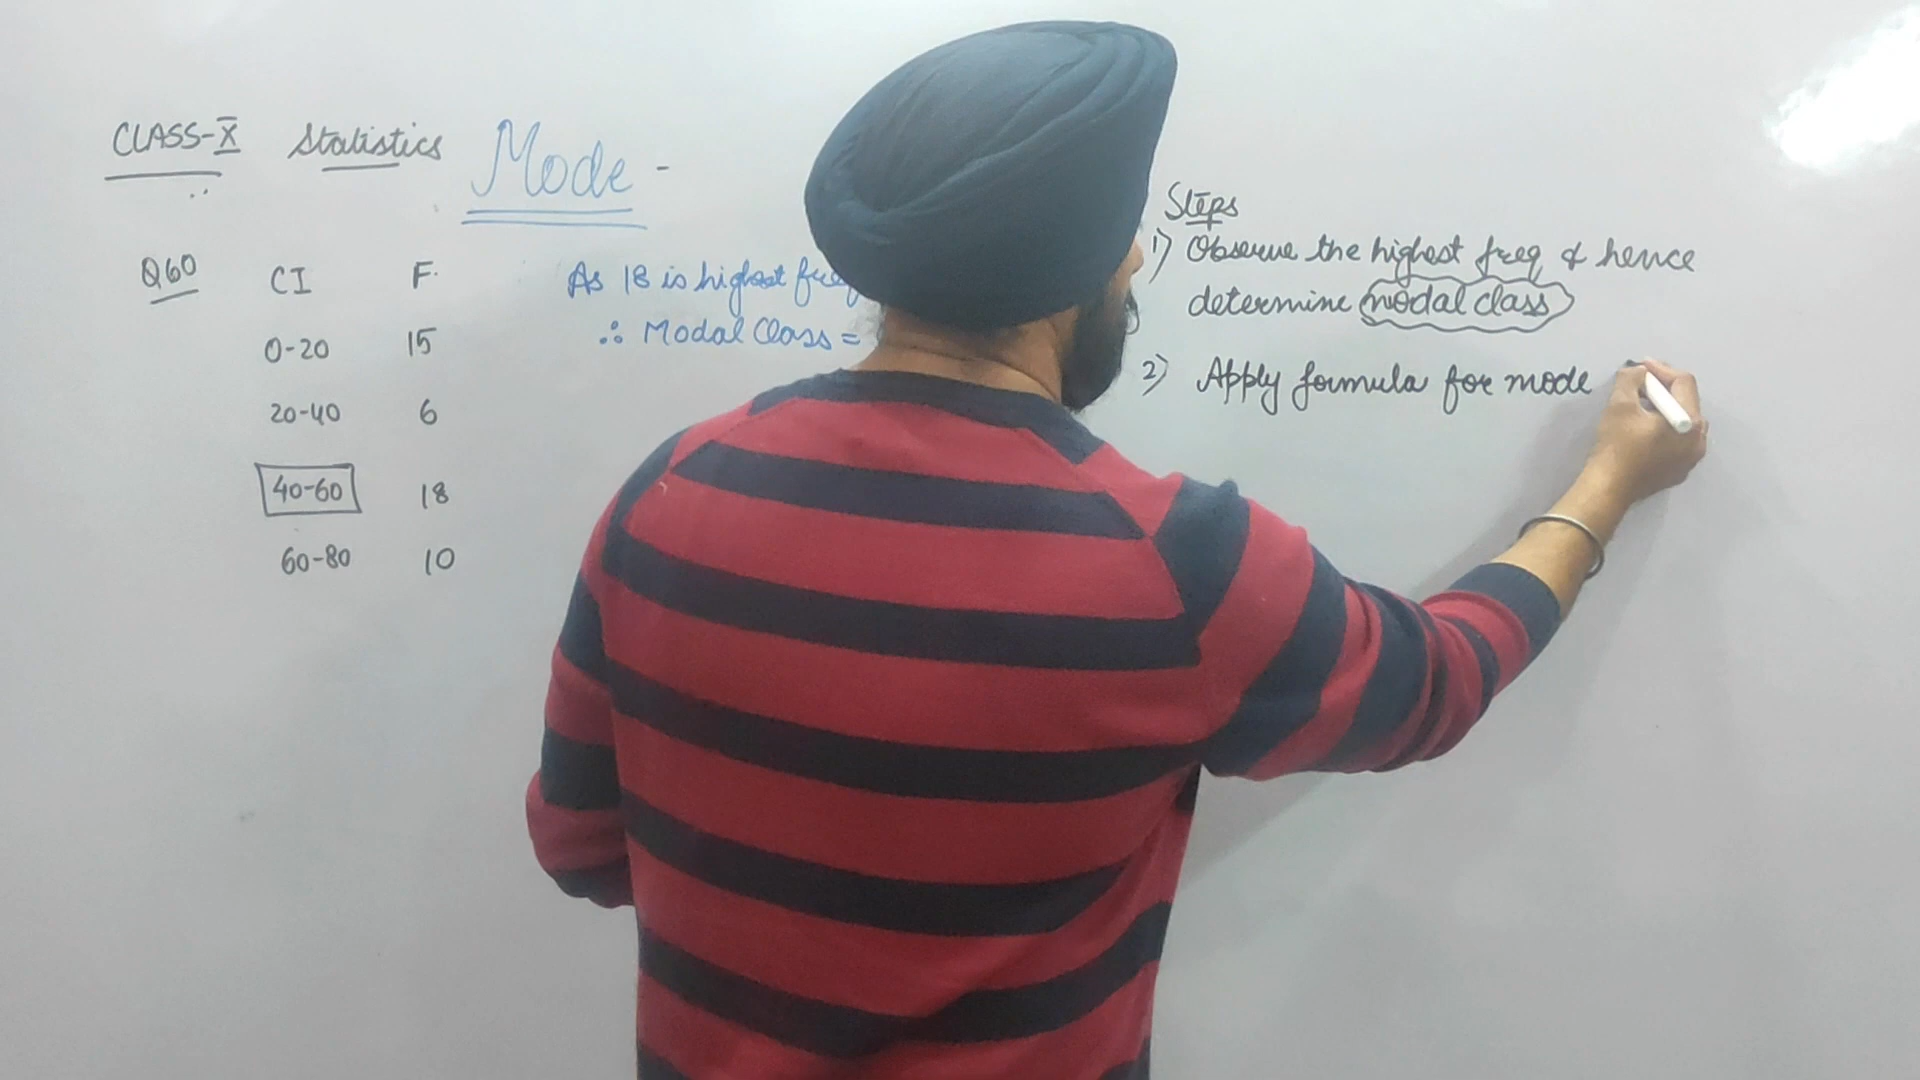 CLASS-X Statistics Mode -
Q60 CI F.
0-20 15
20-40 6
40-60 18
60-80 10
As 18 is highest freq
∴ Modal Class =
Steps
1) Observe the highest freq & hence
determine modal class
2) Apply formula for mode